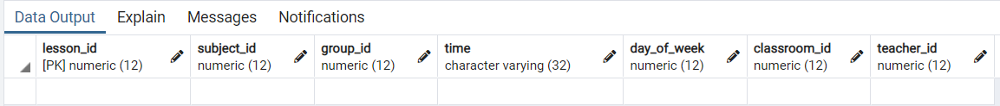 Data Output Explain Messages Notifications
lesson_id subject_id group_id time day_of_week classroom_id teacher_id
[PK] numeric (12) numeric (12) numeric (12) character varying (32) numeric (12) numeric (12) numeric (12)